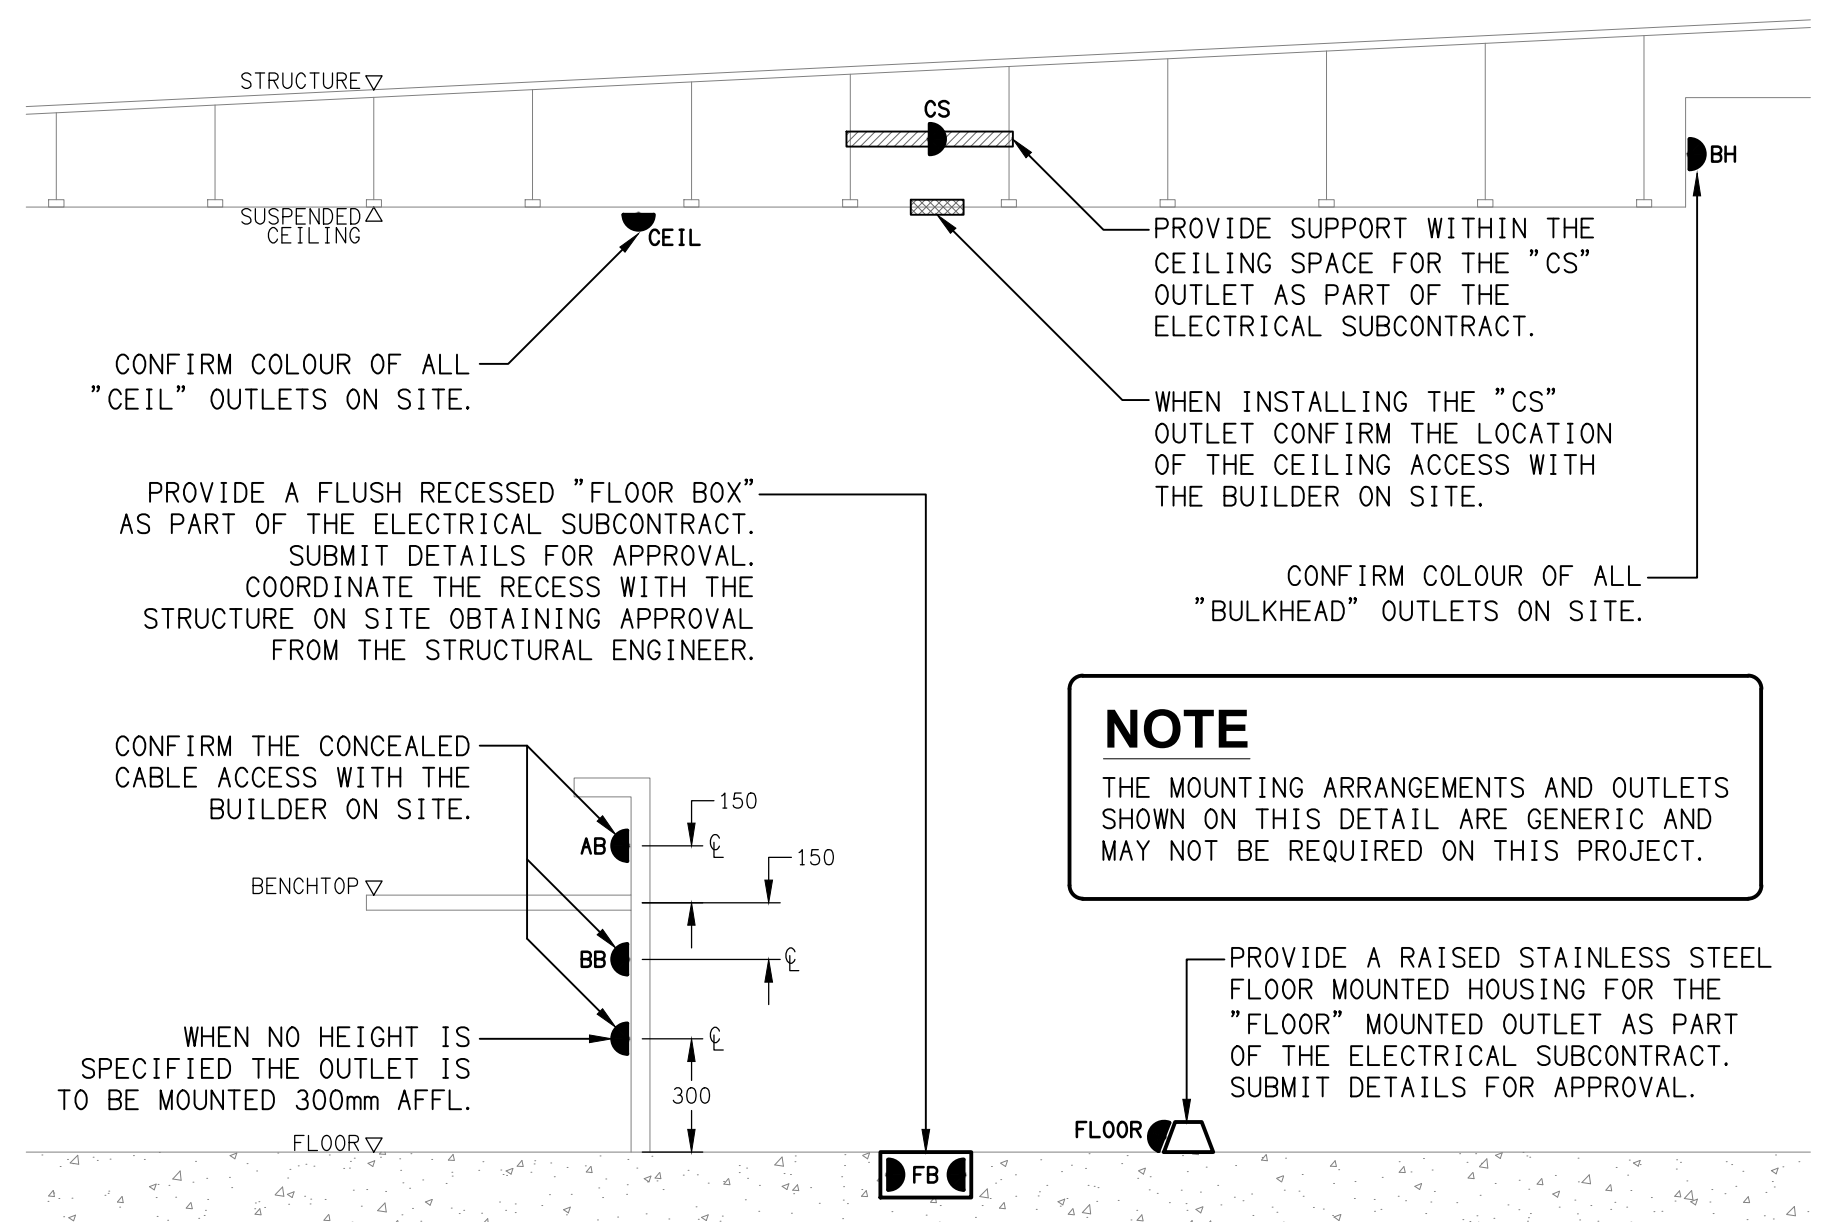 STRUCTURE
CS
BH
SUSPENDED
CEILING
CEIL
PROVIDE SUPPORT WITHIN THE
CEILING SPACE FOR THE "CS"
OUTLET AS PART OF THE
ELECTRICAL SUBCONTRACT.
CONFIRM COLOUR OF ALL
"CEIL" OUTLETS ON SITE.
WHEN INSTALLING THE "CS"
OUTLET CONFIRM THE LOCATION
OF THE CEILING ACCESS WITH
THE BUILDER ON SITE.
PROVIDE A FLUSH RECESSED "FLOOR BOX"
AS PART OF THE ELECTRICAL SUBCONTRACT.
SUBMIT DETAILS FOR APPROVAL.
COORDINATE THE RECESS WITH THE
STRUCTURE ON SITE OBTAINING APPROVAL
FROM THE STRUCTURAL ENGINEER.
CONFIRM COLOUR OF ALL
"BULKHEAD" OUTLETS ON SITE.
NOTE
THE MOUNTING ARRANGEMENTS AND OUTLETS
SHOWN ON THIS DETAIL ARE GENERIC AND
MAY NOT BE REQUIRED ON THIS PROJECT.
CONFIRM THE CONCEALED
CABLE ACCESS WITH THE
BUILDER ON SITE.
150
AB
℄
150
BENCHTOP
BB
℄
WHEN NO HEIGHT IS
SPECIFIED THE OUTLET IS
TO BE MOUNTED 300mm AFFL.
℄
300
FLOOR
PROVIDE A RAISED STAINLESS STEEL
FLOOR MOUNTED HOUSING FOR THE
"FLOOR" MOUNTED OUTLET AS PART
OF THE ELECTRICAL SUBCONTRACT.
SUBMIT DETAILS FOR APPROVAL.
FLOOR
FB